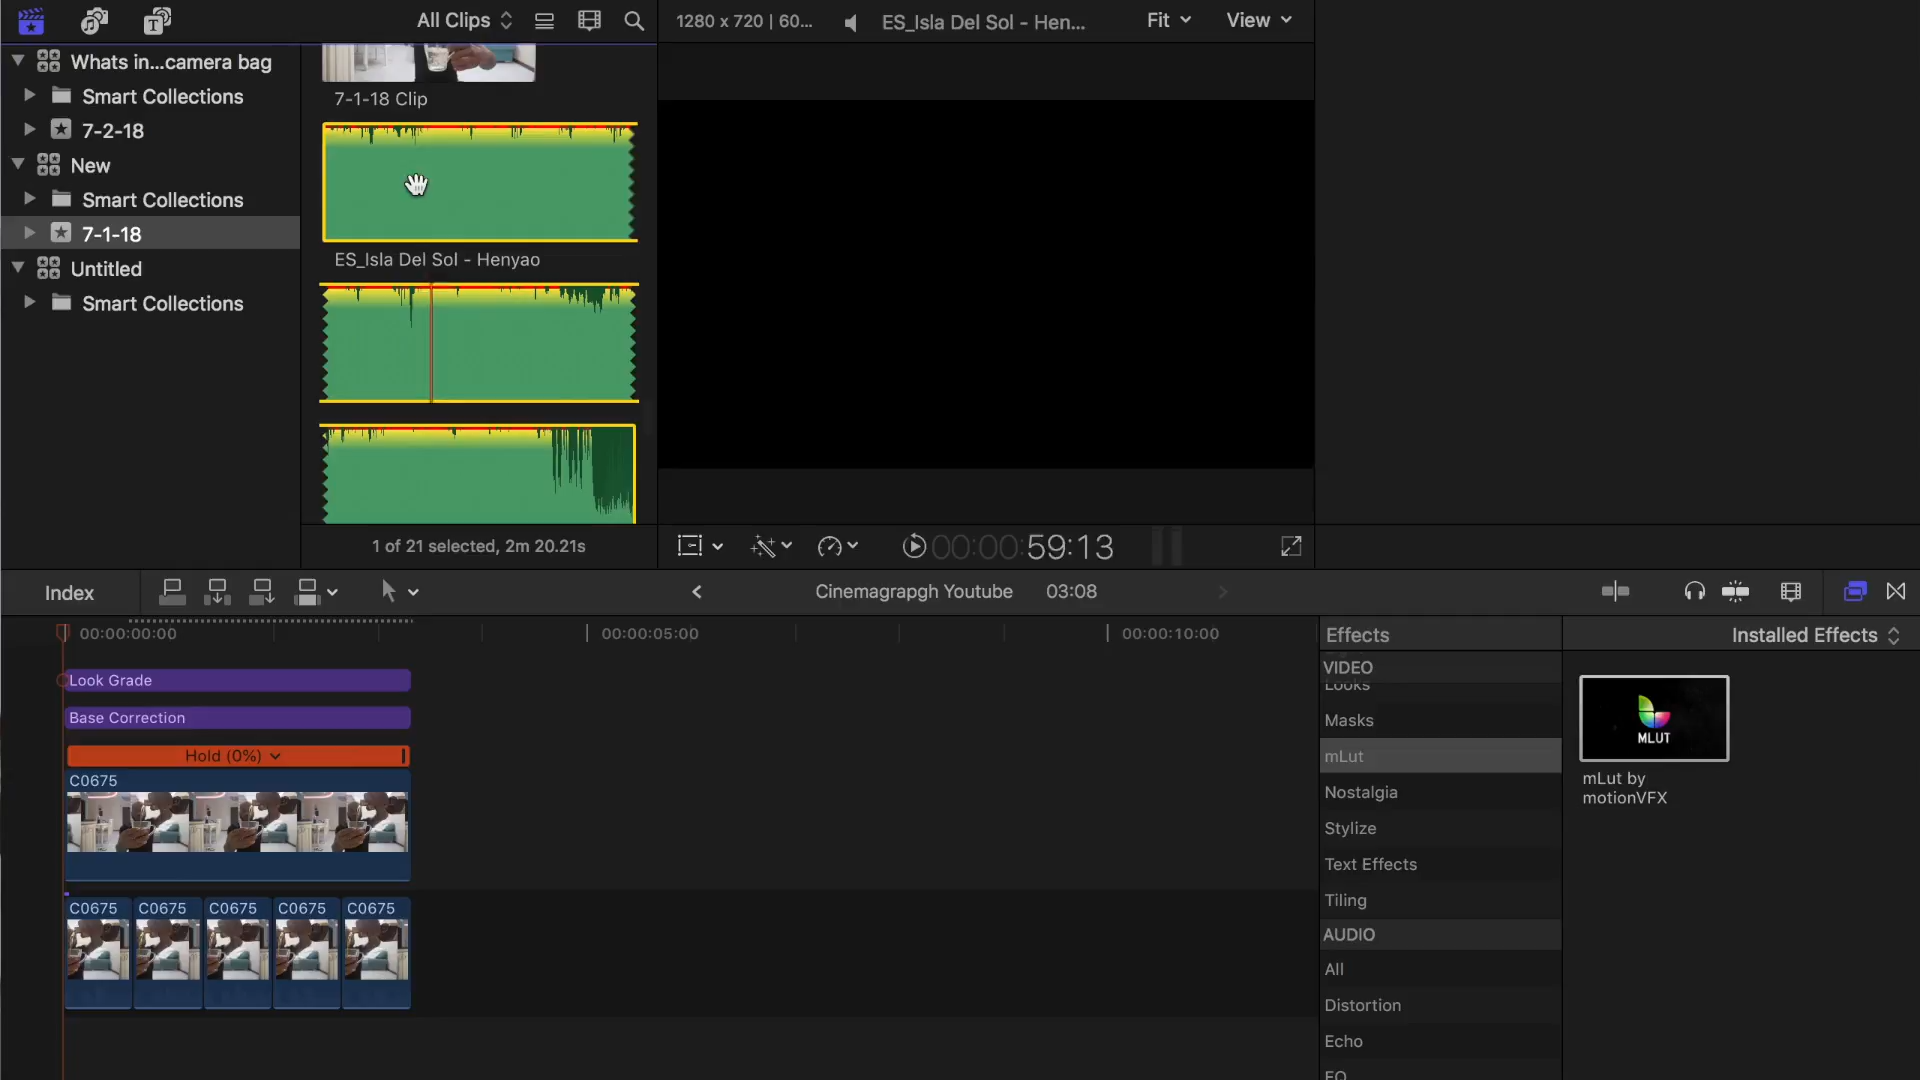 All Clips
1280 x 720 | 60...
ES_Isla Del Sol - Hen...
Fit
View
Whats in...camera bag
Smart Collections
7-2-18
New
Smart Collections
7-1-18
Untitled
Smart Collections
7-1-18 Clip
ES_Isla Del Sol - Henyao
1 of 21 selected, 2m 20.21s
00:00:59:13
Index
Cinemagrapgh Youtube
03:08
00:00:00:00
00:00:05:00
00:00:10:00
Look Grade
Base Correction
Hold (0%)
C0675
C0675
C0675
C0675
C0675
C0675
Effects
Installed Effects
VIDEO
Looks
Masks
mLut
Nostalgia
Stylize
Text Effects
Tiling
AUDIO
All
Distortion
Echo
EQ
MLUT
mLut by
motionVFX